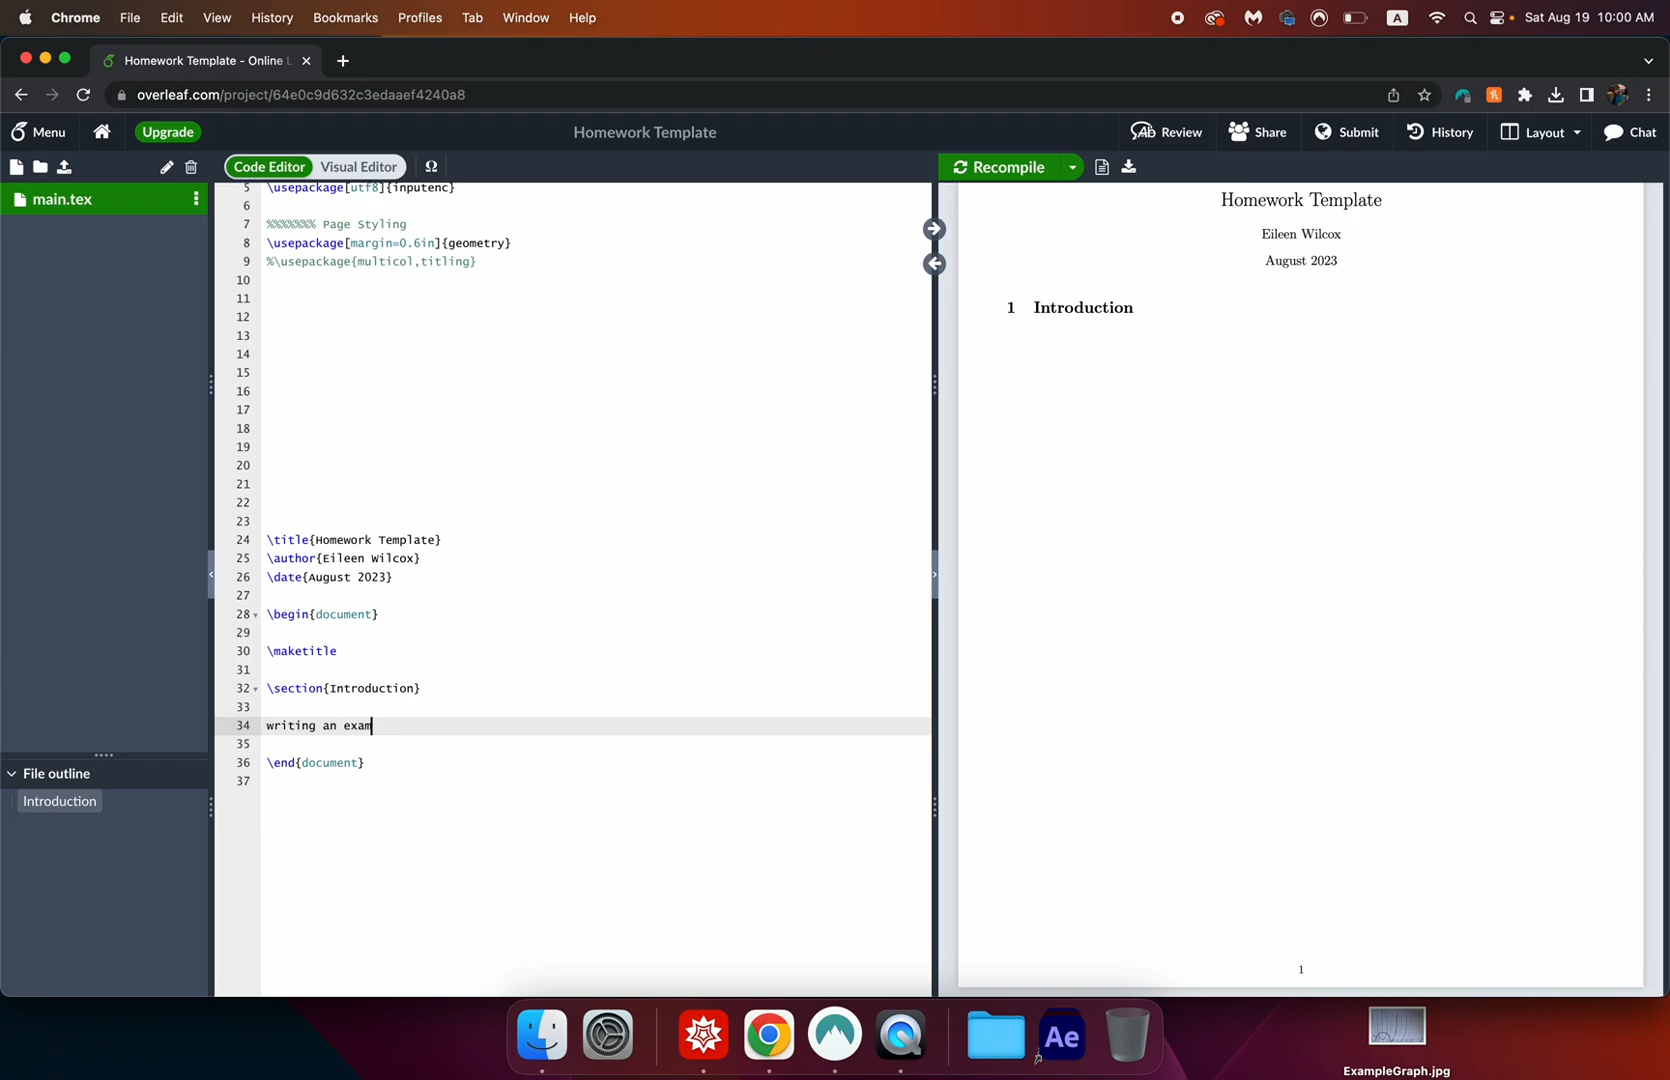 Chrome File Edit View History Bookmarks Profiles Tab Window Help
A Sat Aug 19 10:00 AM
Homework Template - Online L
overleaf.com/project/64e0c9d632c3edaaef4240a8
Menu Upgrade Homework Template Review Share Submit History Layout Chat
Code Editor Visual Editor Ω Recompile
main.tex
5 \usepackage[utf8]{inputenc}
6
7 %%%%%%% Page Styling
8 \usepackage[margin=0.6in]{geometry}
9 %\usepackage{multicol,titling}
10
11
12
13
14
15
16
17
18
19
20
21
22
23
24 \title{Homework Template}
25 \author{Eileen Wilcox}
26 \date{August 2023}
27
28 \begin{document}
29
30 \maketitle
31
32 \section{Introduction}
33
34 writing an exam
35
36 \end{document}
37
File outline
Introduction
Homework Template
Eileen Wilcox
August 2023
1 Introduction
1
Ae
ExampleGraph.jpg